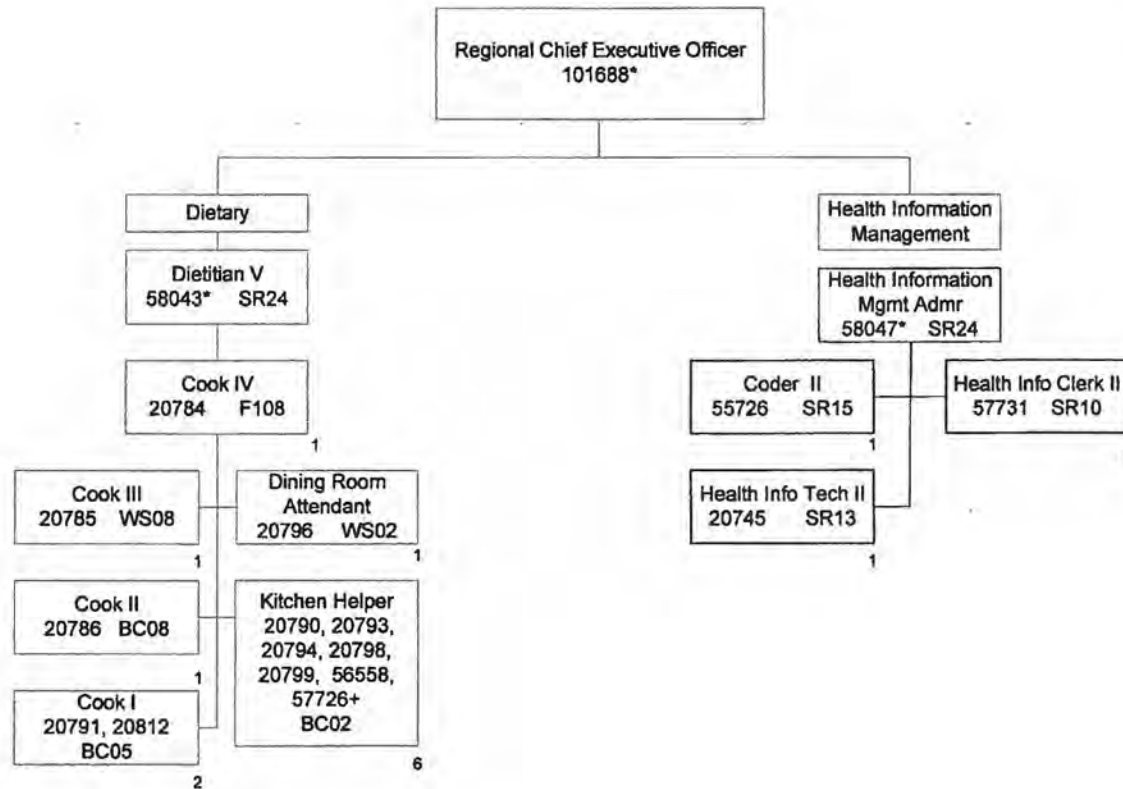 Regional Chief Executive Officer
101688*
Dietary
Dietitian V
58043* SR24
Cook IV
20784 F108
1
Cook III
20785 WS08
1
Dining Room
Attendant
20796 WS02
1
Cook II
20786 BC08
1
Kitchen Helper
20790, 20793,
20794, 20798,
20799, 56558,
57726+
BC02
6
Cook I
20791, 20812
BC05
2
Health Information
Management
Health Information
Mgmt Admr
58047* SR24
Coder II
55726 SR15
1
Health Info Clerk II
57731 SR10
Health Info Tech II
20745 SR13
1